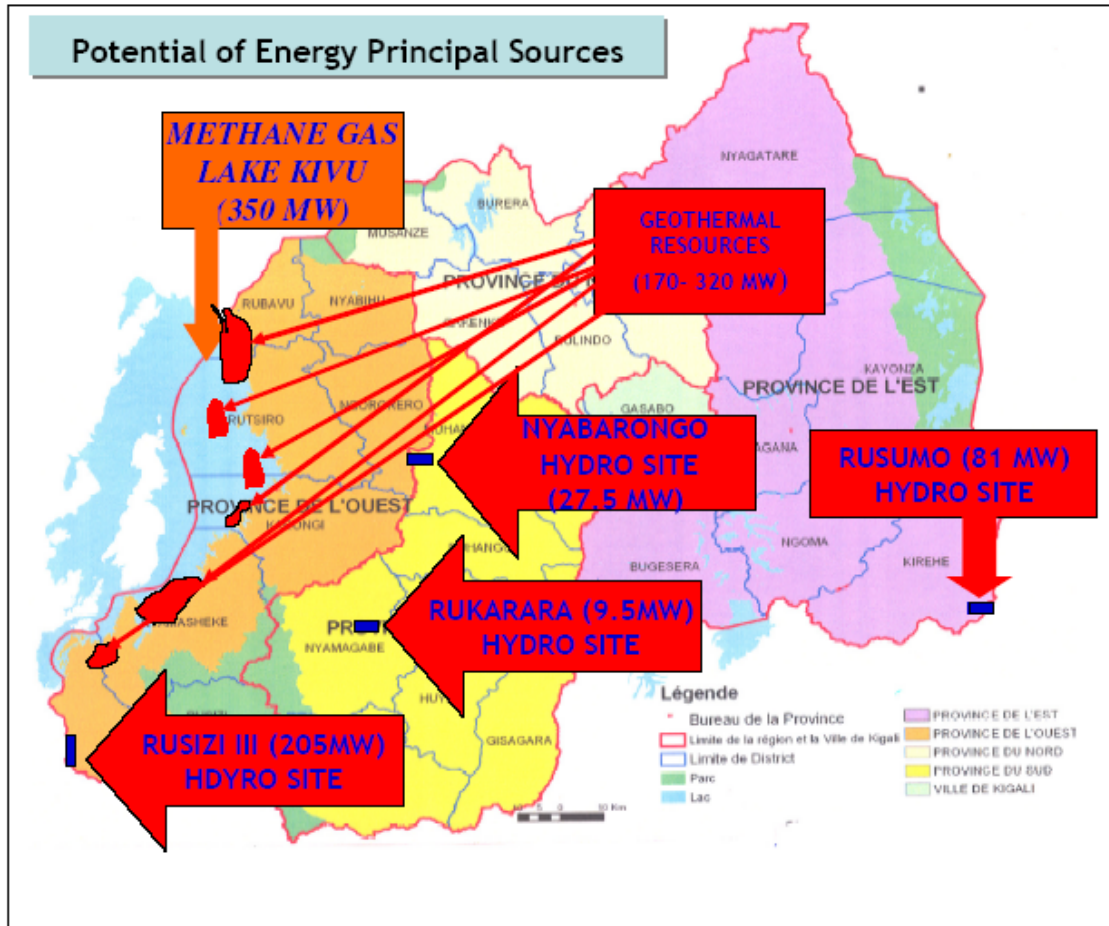 Potential of Energy Principal Sources
METHANE GAS
LAKE KIVU
(350 MW)
GEOTHERMAL
RESOURCES
(170- 320 MW)
NYAGATARE
BURERA
MUSANZE
RUBAVU
NYABIHU
PROVINCE
KAYONZA
PROVINCE DE L'EST
GASABO
RUTSIRO
NGORORERO
NYABARONGO
HYDRO SITE
(27,5 MW)
RUSUMO (81 MW)
HYDRO SITE
PROVINCE DE L'OUEST
NGOMA
KIREHE
BUGESERA
RUKARARA (9.5MW)
HYDRO SITE
NYAMAGABE
GISAGARA
RUSIZI III (205MW)
HDYRO SITE
Légende
Bureau de la Province
Limite de la région et la Ville de Kigali
Limite de District
Parc
Lac
PROVINCE DE L'EST
PROVINCE DE L'OUEST
PROVINCE DU NORD
PROVINCE DU SUD
VILLE DE KIGALI